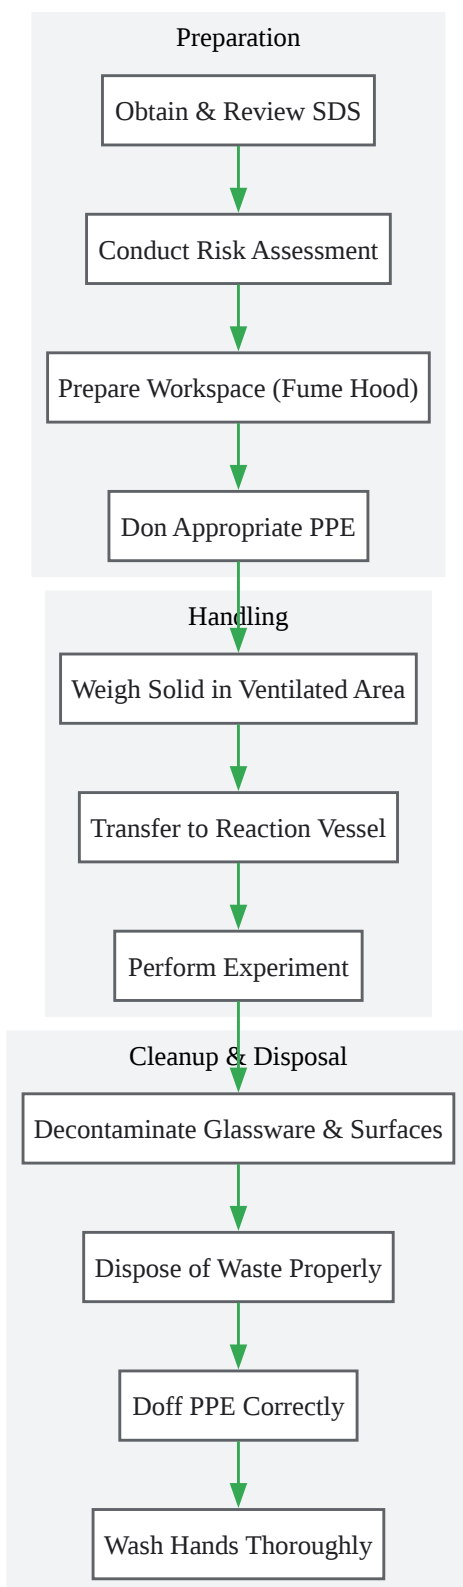 Preparation
Obtain & Review SDS
Conduct Risk Assessment
Prepare Workspace (Fume Hood)
Don Appropriate PPE
Handling
Weigh Solid in Ventilated Area
Transfer to Reaction Vessel
Perform Experiment
Cleanup & Disposal
Decontaminate Glassware & Surfaces
Dispose of Waste Properly
Doff PPE Correctly
Wash Hands Thoroughly